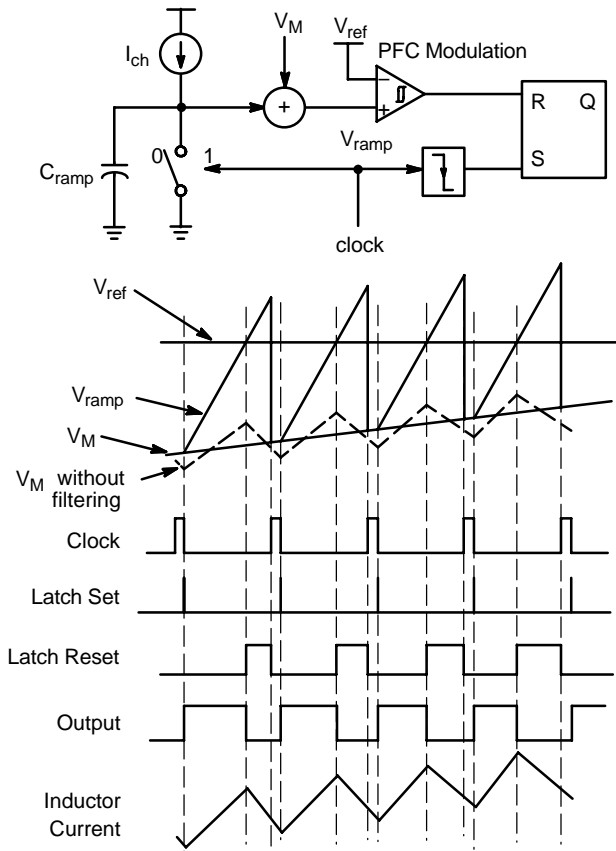 V_M
V_ref
PFC Modulation
I_ch
−
+
+
R Q
0 1
V_ramp
C_ramp
S
clock
V_ref
V_ramp
V_M
V_M without
filtering
Clock
Latch Set
Latch Reset
Output
Inductor
Current